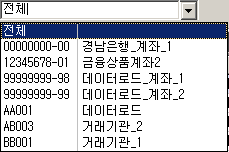 전체
전체
00000000-00 경남은행_계좌_1
12345678-01 금융상품계좌2
99999999-98 데이터로드_계좌_1
99999999-99 데이터로드_계좌_2
AA001 데이터로드
AB003 거래기관_2
BB001 거래기관_1